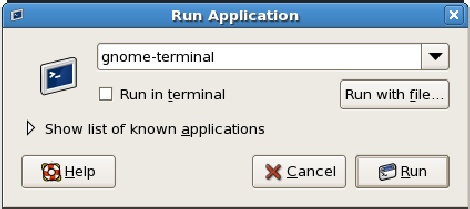 Run Application
gnome-terminal
Run in terminal
Run with file...
Show list of known applications
Help
Cancel
Run